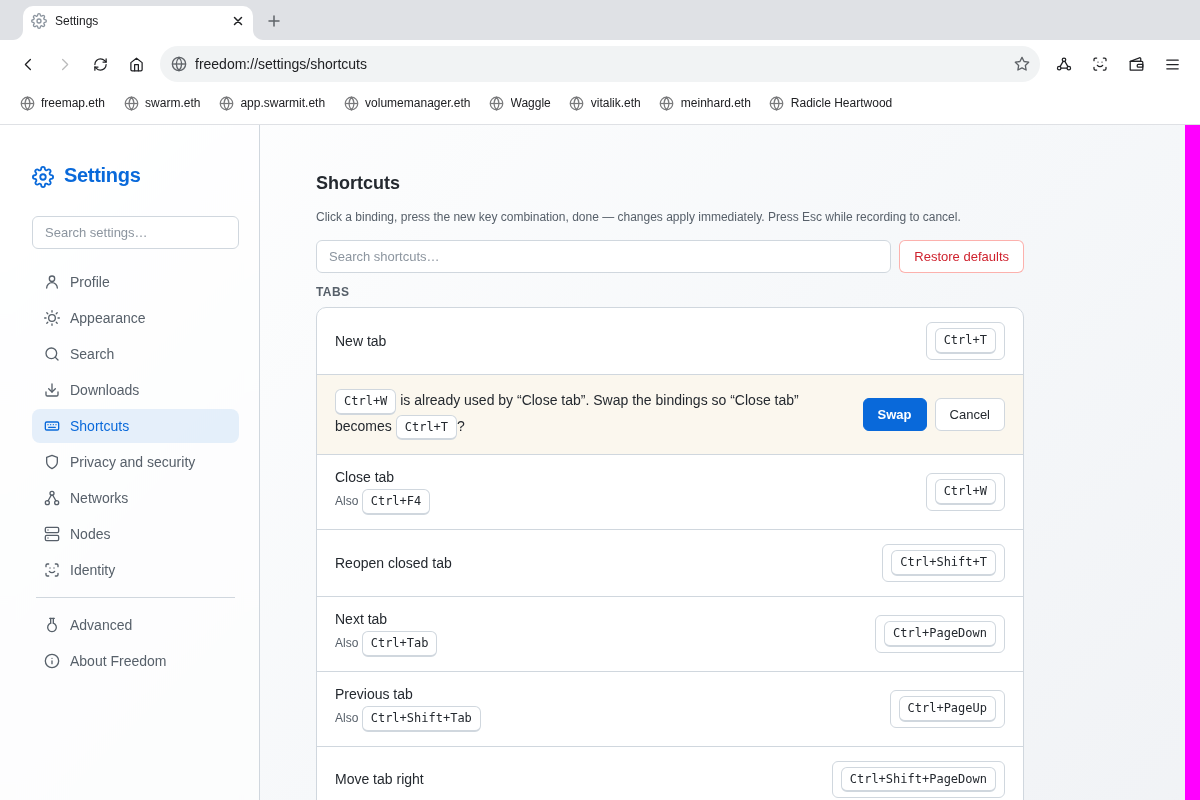 Settings
freedom://settings/shortcuts
freemap.eth swarm.eth app.swarmit.eth volumemanager.eth Waggle vitalik.eth meinhard.eth Radicle Heartwood
Settings
Search settings…
Profile
Appearance
Search
Downloads
Shortcuts
Privacy and security
Networks
Nodes
Identity
Advanced
About Freedom
Shortcuts
Click a binding, press the new key combination, done — changes apply immediately. Press Esc while recording to cancel.
Search shortcuts…
Restore defaults
TABS
New tab
Ctrl+T
Ctrl+W is already used by “Close tab”. Swap the bindings so “Close tab”
becomes Ctrl+T?
Swap
Cancel
Close tab
Also Ctrl+F4
Ctrl+W
Reopen closed tab
Ctrl+Shift+T
Next tab
Also Ctrl+Tab
Ctrl+PageDown
Previous tab
Also Ctrl+Shift+Tab
Ctrl+PageUp
Move tab right
Ctrl+Shift+PageDown